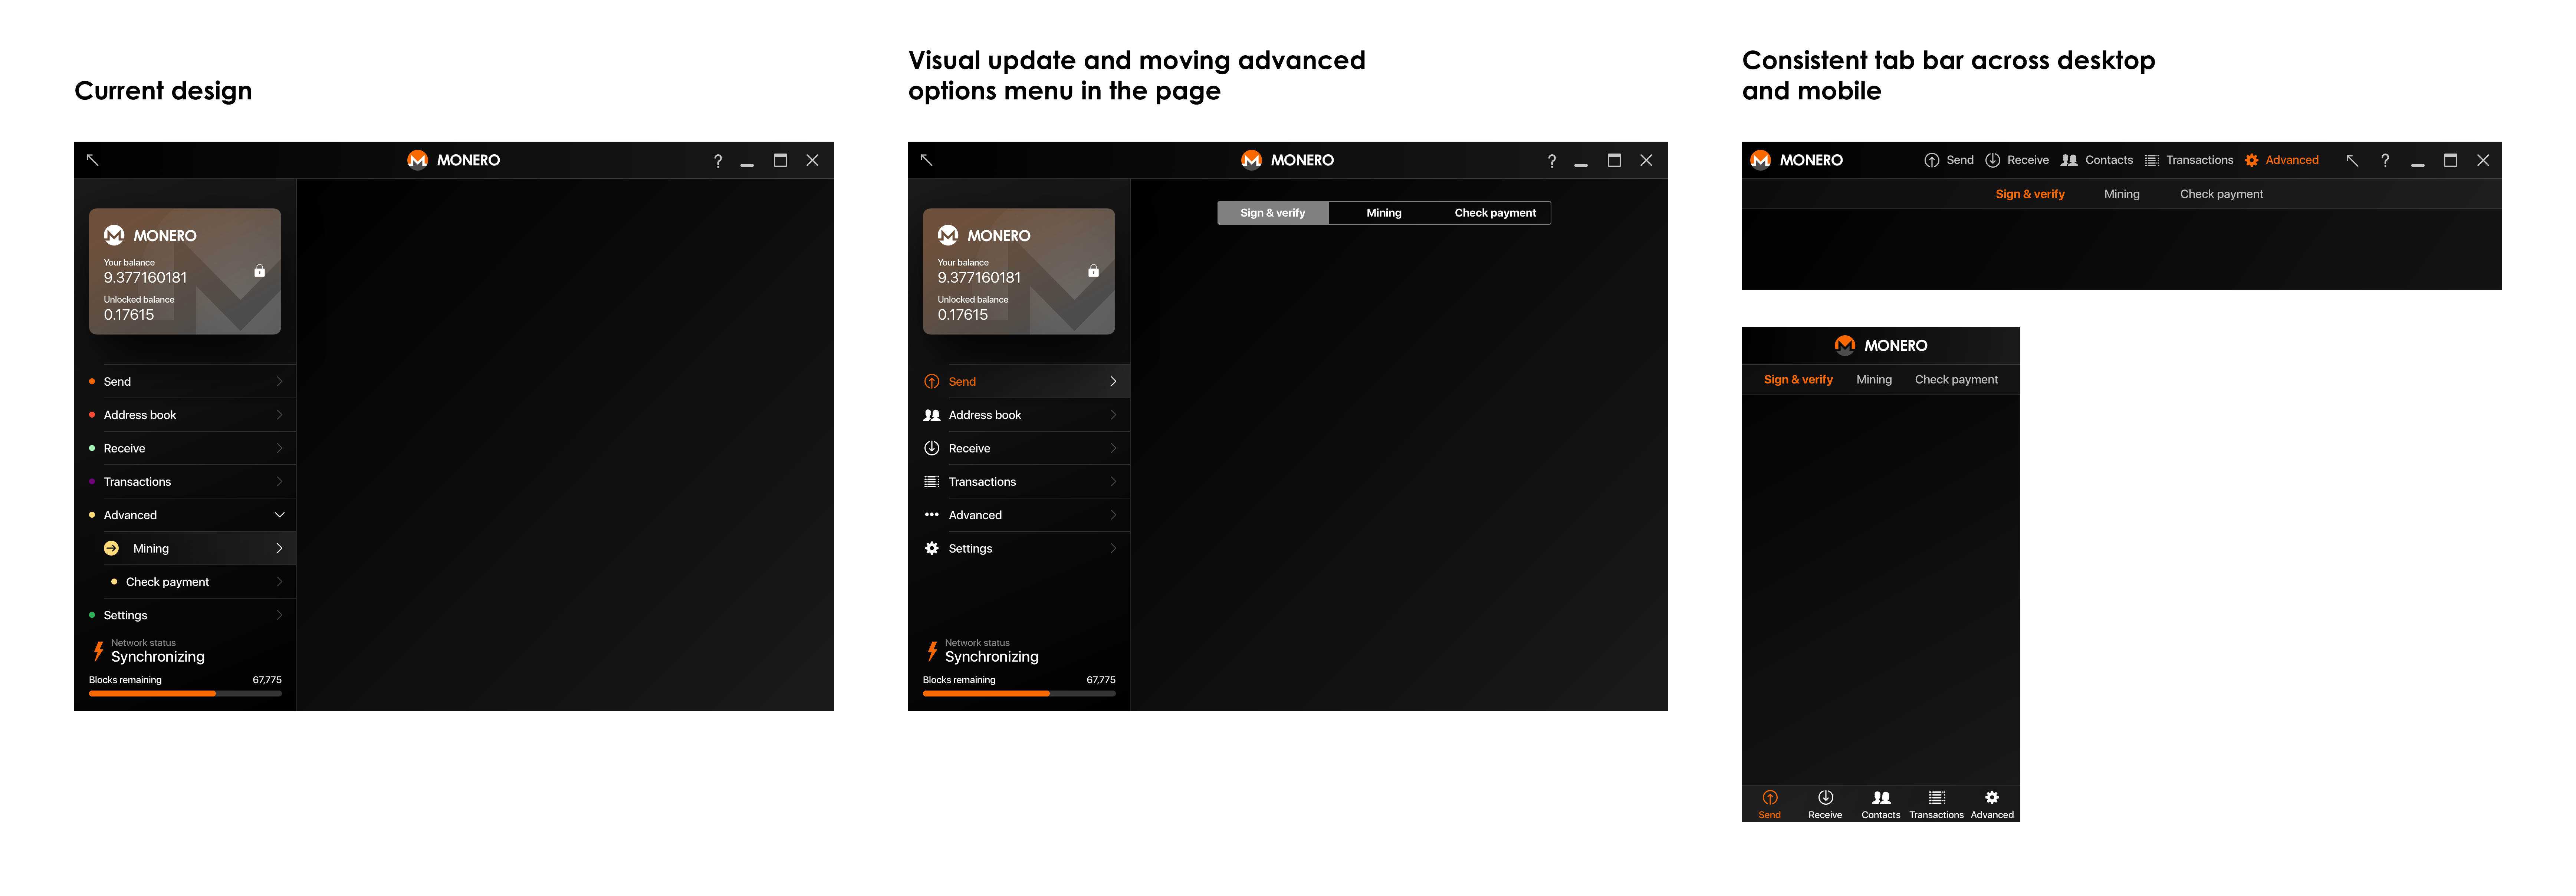 Current design
MONERO
?
MONERO
Your balance
9.377160181
Unlocked balance
0.17615
Send
Address book
Receive
Transactions
Advanced
Mining
Check payment
Settings
Network status
Synchronizing
Blocks remaining 67,775
Visual update and moving advanced
options menu in the page
MONERO
?
Sign & verify Mining Check payment
MONERO
Your balance
9.377160181
Unlocked balance
0.17615
Send
Address book
Receive
Transactions
Advanced
Settings
Network status
Synchronizing
Blocks remaining 67,775
Consistent tab bar across desktop
and mobile
MONERO Send Receive Contacts Transactions Advanced ?
Sign & verify Mining Check payment
MONERO
Sign & verify Mining Check payment
Send Receive Contacts Transactions Advanced